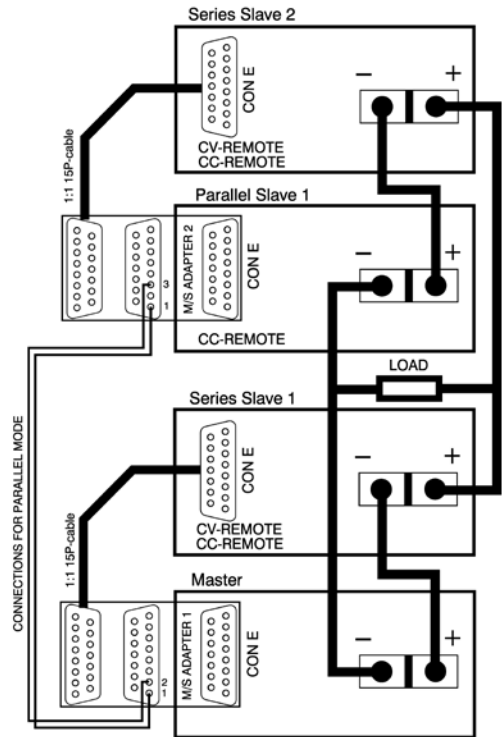 Series Slave 2
CON E
− +
CV-REMOTE
CC-REMOTE
1:1 15P-cable
Parallel Slave 1
M/S ADAPTER 2
CON E
− +
3
1
CC-REMOTE
LOAD
CONNECTIONS FOR PARALLEL MODE
Series Slave 1
CON E
− +
CV-REMOTE
CC-REMOTE
1:1 15P-cable
Master
M/S ADAPTER 1
CON E
− +
2
1